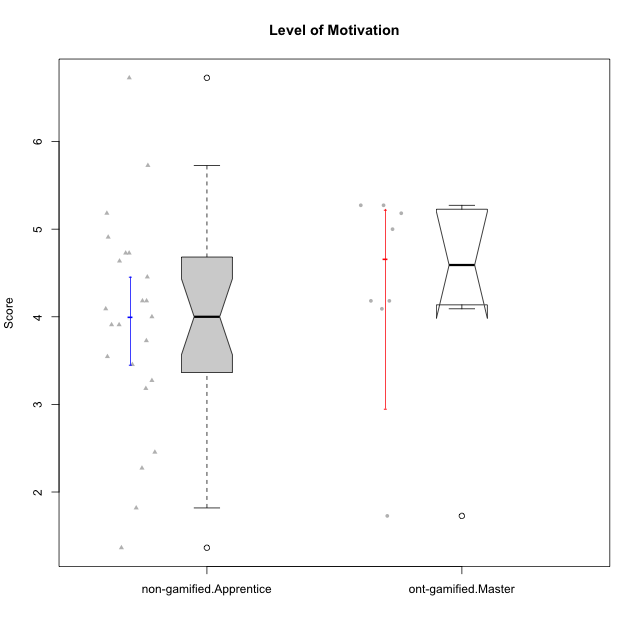 Level of Motivation
Score
6
5
4
3
2
non-gamified.Apprentice
ont-gamified.Master